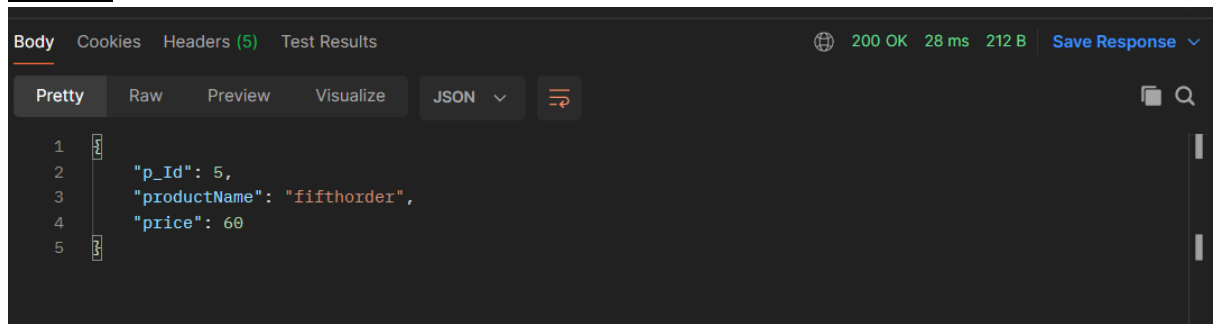 Body Cookies Headers (5) Test Results 200 OK 28 ms 212 B Save Response
Pretty Raw Preview Visualize JSON
1 {
2 "p_Id": 5,
3 "productName": "fifthorder",
4 "price": 60
5 }